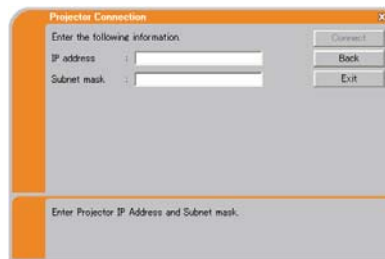 Projector Connection X
Enter the following information. Connect
IP address : Back
Subnet mask : Exit
Enter Projector IP Address and Subnet mask.